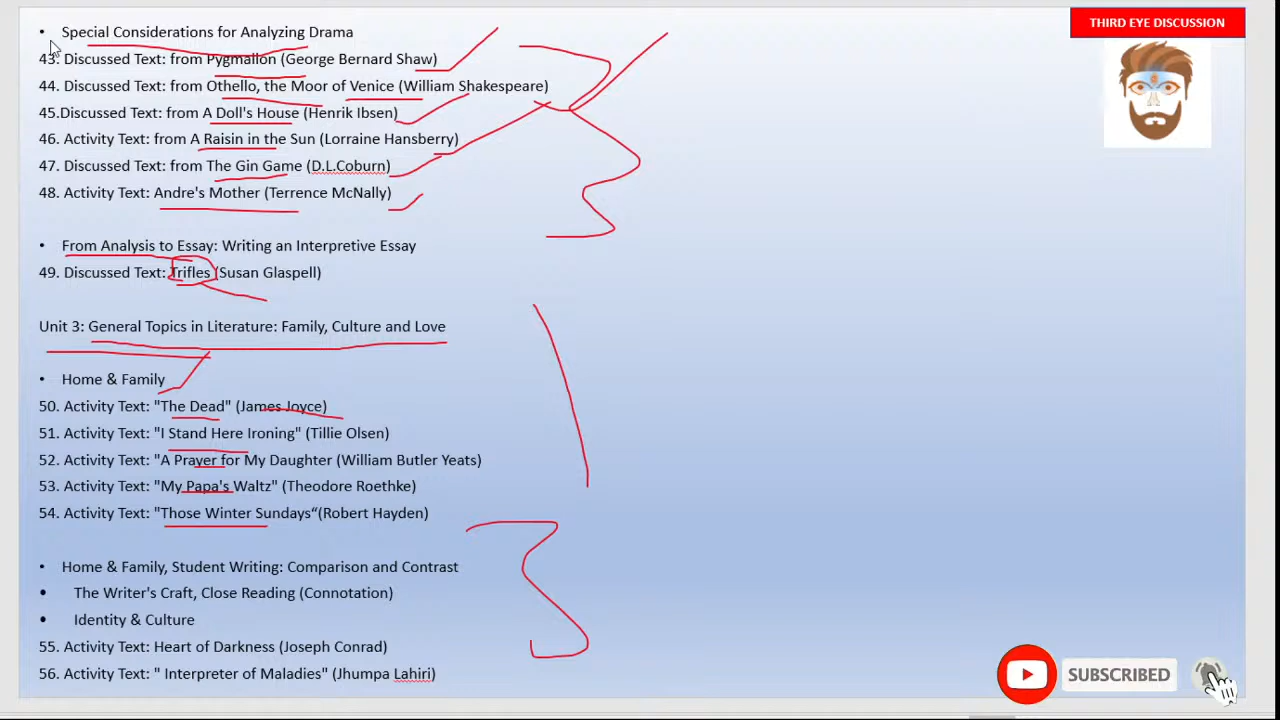 THIRD EYE DISCUSSION
• Special Considerations for Analyzing Drama
43. Discussed Text: from Pygmalion (George Bernard Shaw)
44. Discussed Text: from Othello, the Moor of Venice (William Shakespeare)
45.Discussed Text: from A Doll's House (Henrik Ibsen)
46. Activity Text: from A Raisin in the Sun (Lorraine Hansberry)
47. Discussed Text: from The Gin Game (D.L.Coburn)
48. Activity Text: Andre's Mother (Terrence McNally)
• From Analysis to Essay: Writing an Interpretive Essay
49. Discussed Text: Trifles (Susan Glaspell)
Unit 3: General Topics in Literature: Family, Culture and Love
• Home & Family
50. Activity Text: "The Dead" (James Joyce)
51. Activity Text: "I Stand Here Ironing" (Tillie Olsen)
52. Activity Text: "A Prayer for My Daughter (William Butler Yeats)
53. Activity Text: "My Papa's Waltz" (Theodore Roethke)
54. Activity Text: "Those Winter Sundays“(Robert Hayden)
• Home & Family, Student Writing: Comparison and Contrast
• The Writer's Craft, Close Reading (Connotation)
• Identity & Culture
55. Activity Text: Heart of Darkness (Joseph Conrad)
56. Activity Text: " Interpreter of Maladies" (Jhumpa Lahiri)
SUBSCRIBED